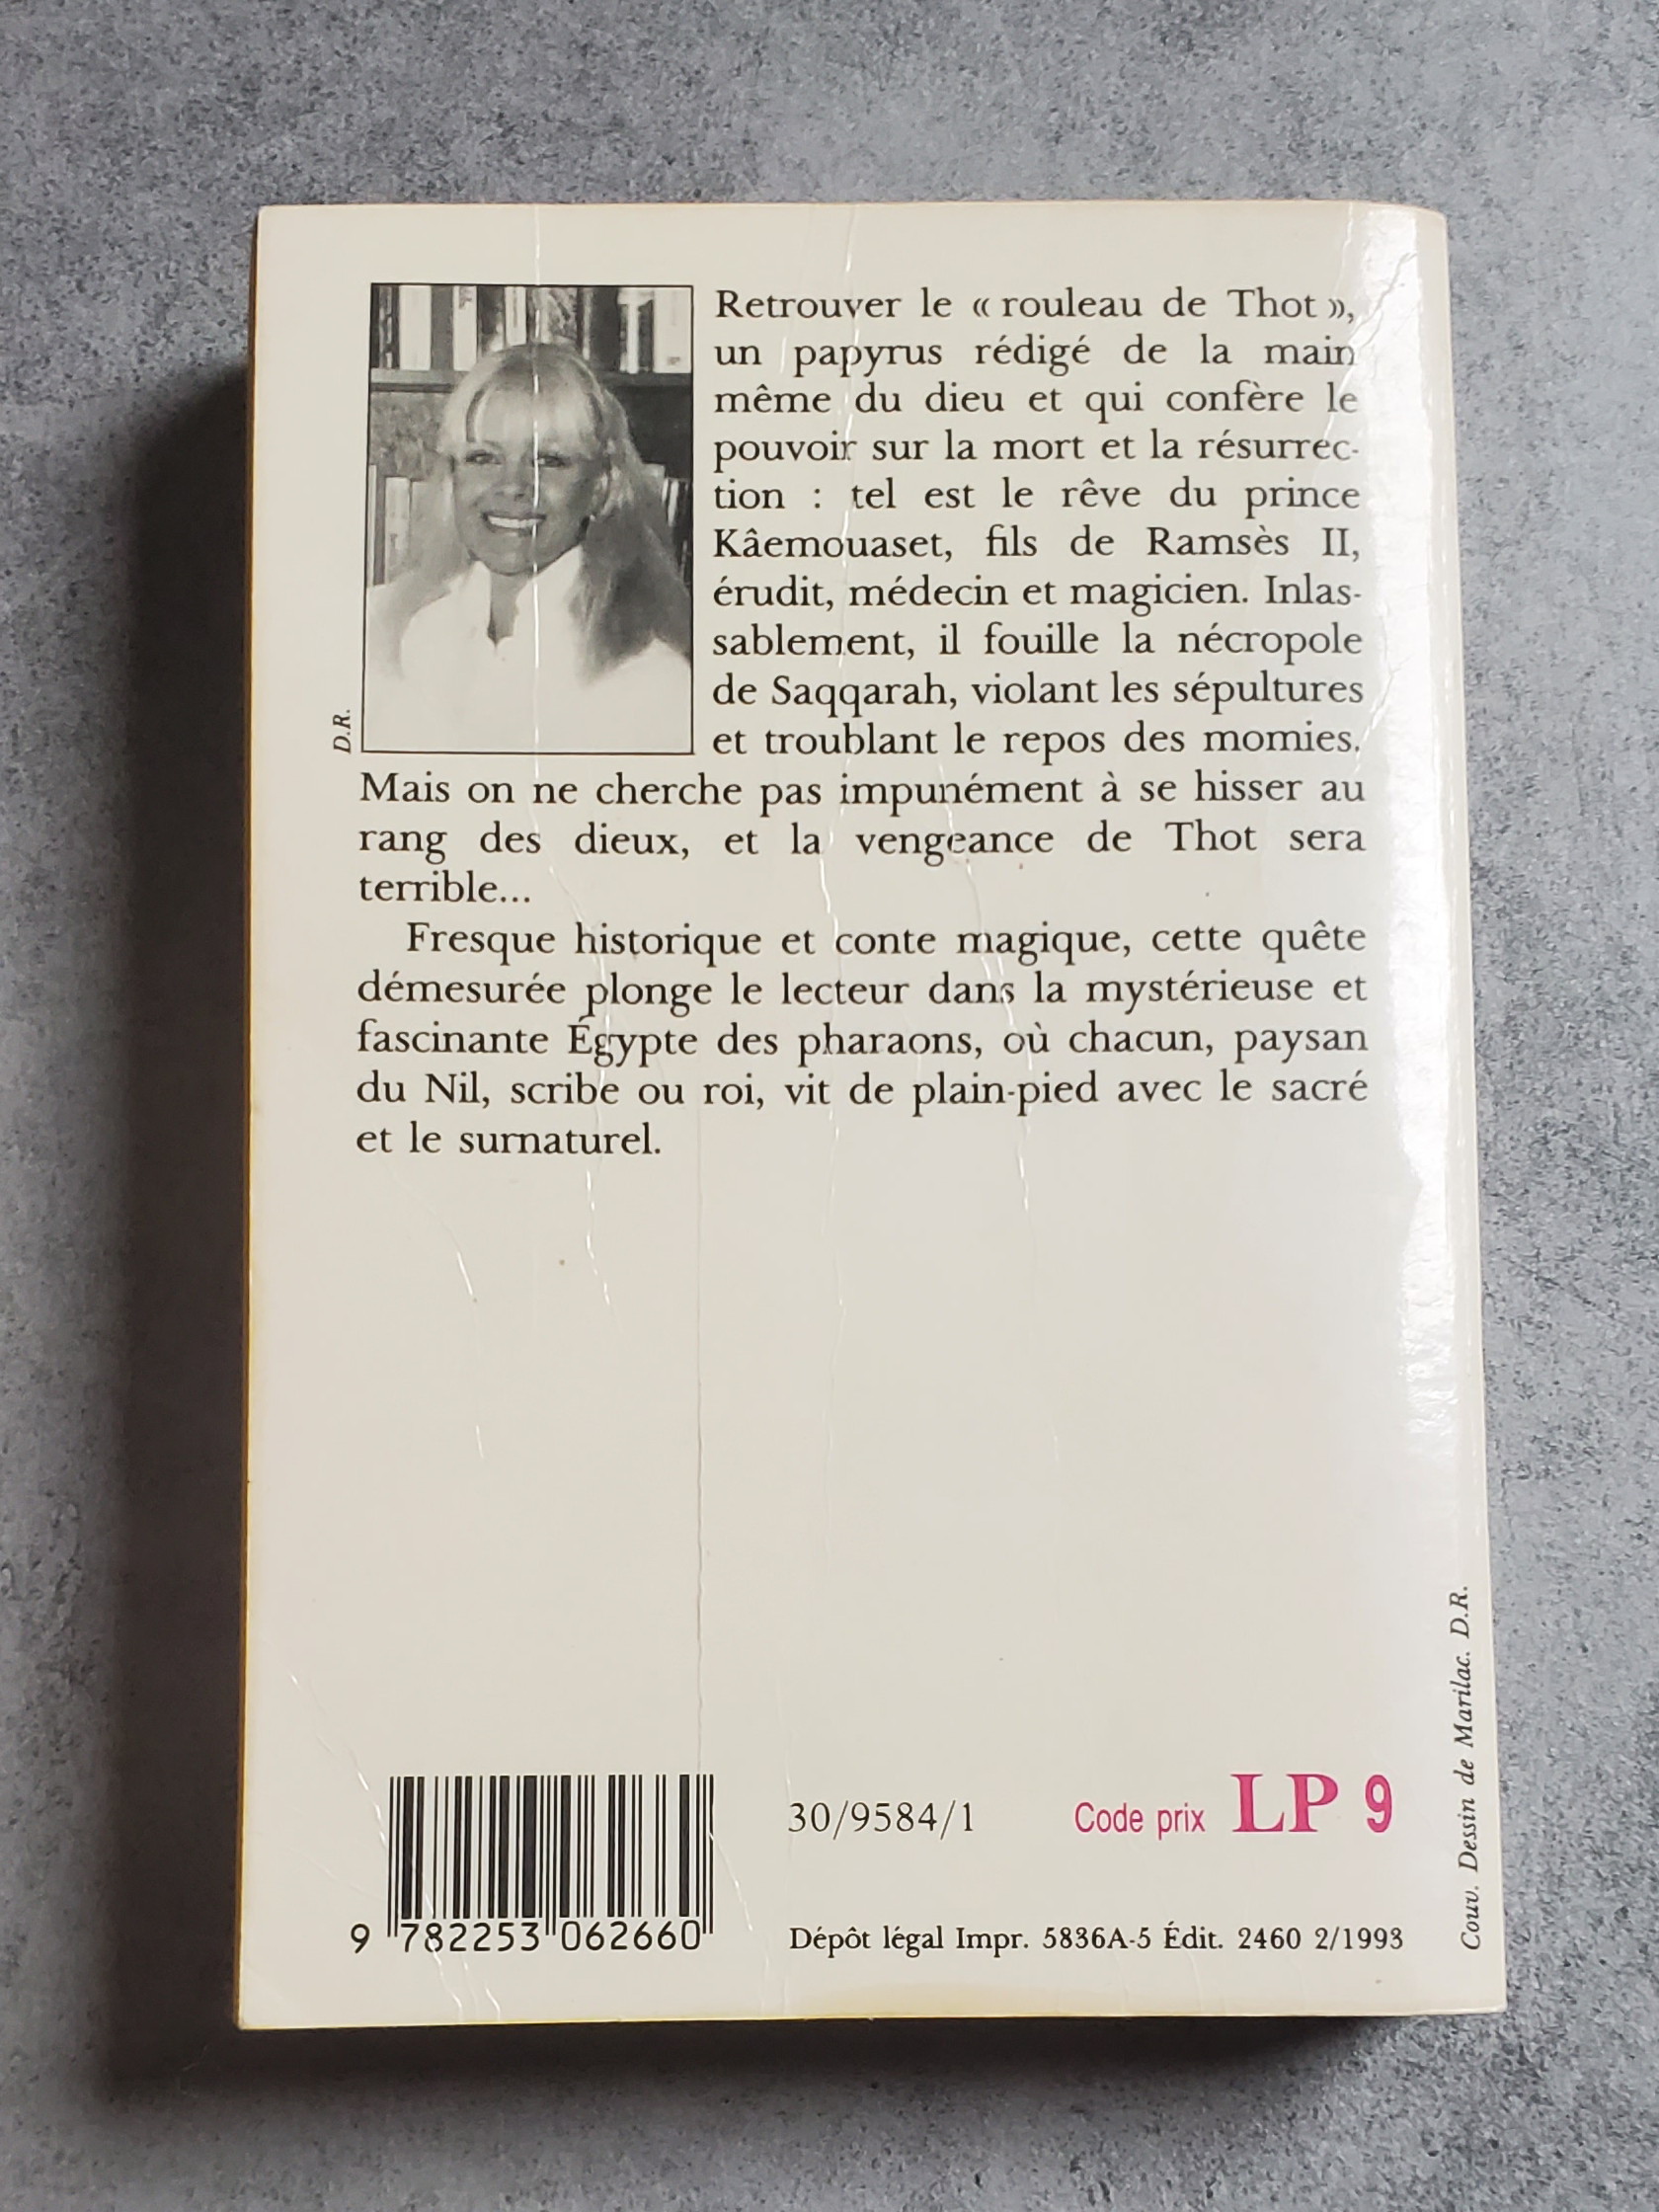 Retrouver le « rouleau de Thot »,
un papyrus rédigé de la main
même du dieu et qui confère le
pouvoir sur la mort et la résurrec-
tion : tel est le rêve du prince
Kâemouaset, fils de Ramsès II,
érudit, médecin et magicien. Inlas-
sablement, il fouille la nécropole
de Saqqarah, violant les sépultures
et troublant le repos des momies.
D.R.
Mais on ne cherche pas impunément à se hisser au
rang des dieux, et la vengeance de Thot sera
terrible...
Fresque historique et conte magique, cette quête
démesurée plonge le lecteur dans la mystérieuse et
fascinante Égypte des pharaons, où chacun, paysan
du Nil, scribe ou roi, vit de plain-pied avec le sacré
et le surnaturel.
9 782253 062660
30/9584/1
Code prix LP 9
Dépôt légal Impr. 5836A-5 Édit. 2460 2/1993
Couv. Dessin de Marilac. D.R.